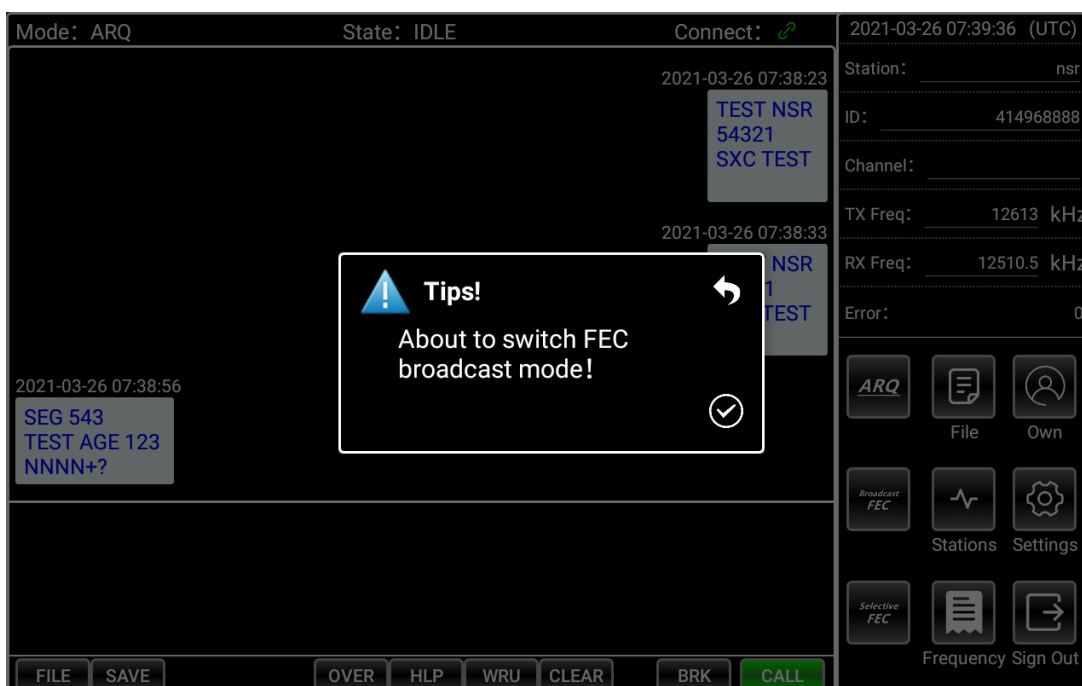 Mode: ARQ
State: IDLE
Connect:
2021-03-26 07:39:36 (UTC)
2021-03-26 07:38:23
TEST NSR
54321
SXC TEST
2021-03-26 07:38:33
NSR
1
TEST
2021-03-26 07:38:56
SEG 543
TEST AGE 123
NNNN+?
Tips!
About to switch FEC
broadcast mode!
FILE
SAVE
OVER
HLP
WRU
CLEAR
BRK
CALL
Station: nsr
ID: 414968888
Channel:
TX Freq: 12613 kHz
RX Freq: 12510.5 kHz
Error: 0
ARQ
File
Own
Broadcast
FEC
Stations
Settings
Selective
FEC
Frequency
Sign Out